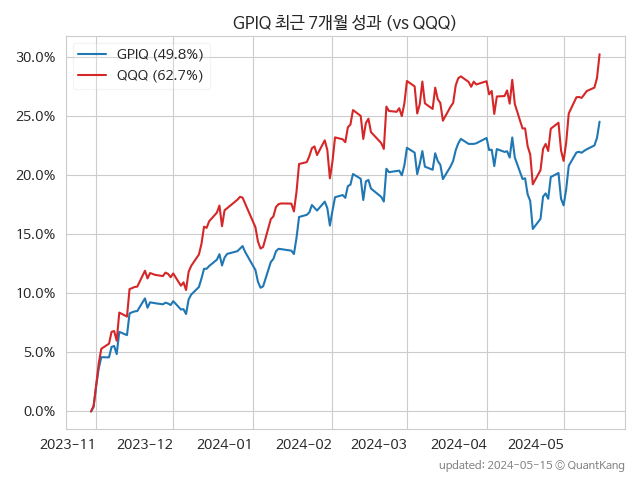 GPIQ 최근 7개월 성과 (vs QQQ)
GPIQ (49.8%)
QQQ (62.7%)
30.0%
25.0%
20.0%
15.0%
10.0%
5.0%
0.0%
2023-11 2023-12 2024-01 2024-02 2024-03 2024-04 2024-05
updated: 2024-05-15 © QuantKang